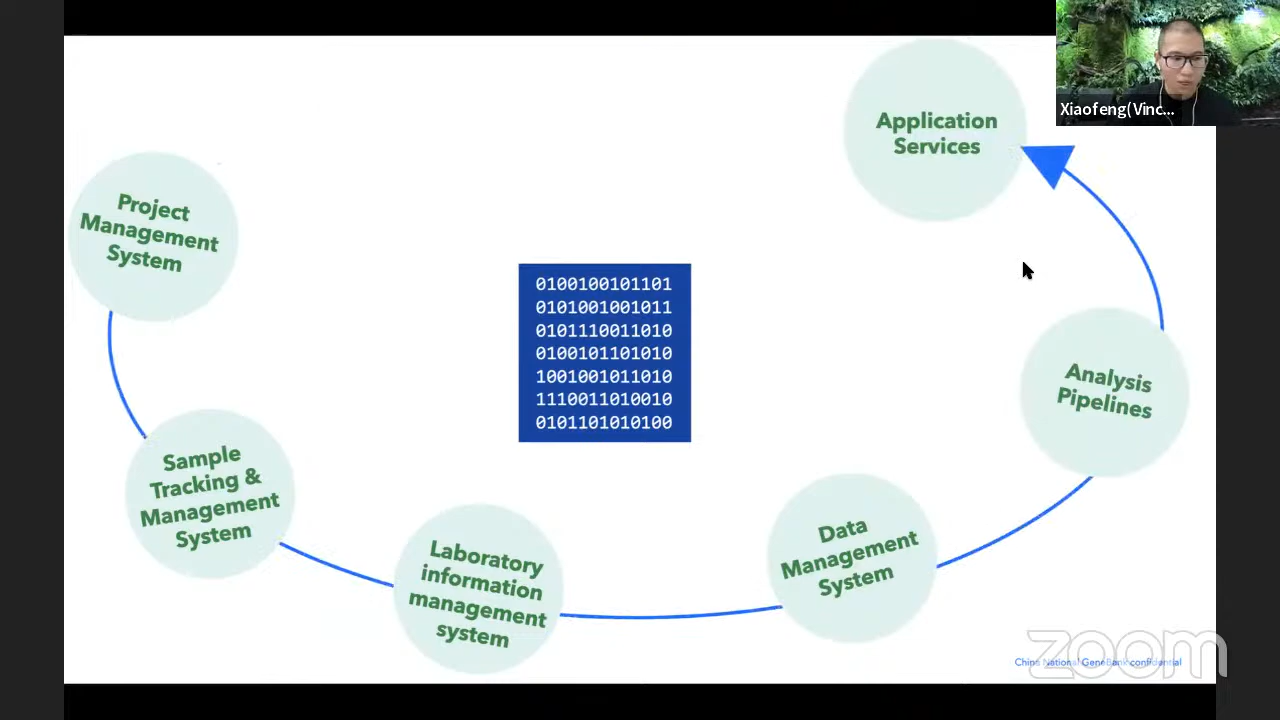 Application
Services
Xiaofeng(Vinc...
Project
Management
System
0100100101101
0101001001011
0101110011010
0100101101010
1001001011010
1110011010010
0101101010100
Analysis
Pipelines
Sample
Tracking &
Management
System
Laboratory
information
management
system
Data
Management
System
China National GeneBank confidential
zoom